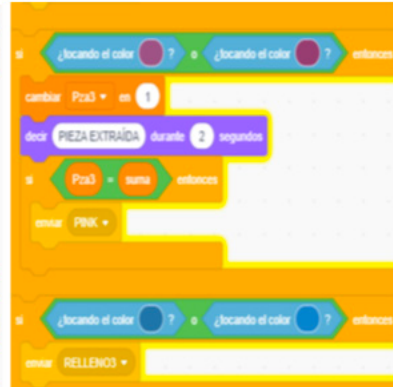 si ¿tocando el color ? o ¿tocando el color ? entonces
cambiar Pza3 en 1
decir PIEZA EXTRAÍDA durante 2 segundos
si Pza3 = suma entonces
enviar PINK
si ¿tocando el color ? o ¿tocando el color ? entonces
enviar RELLENO3